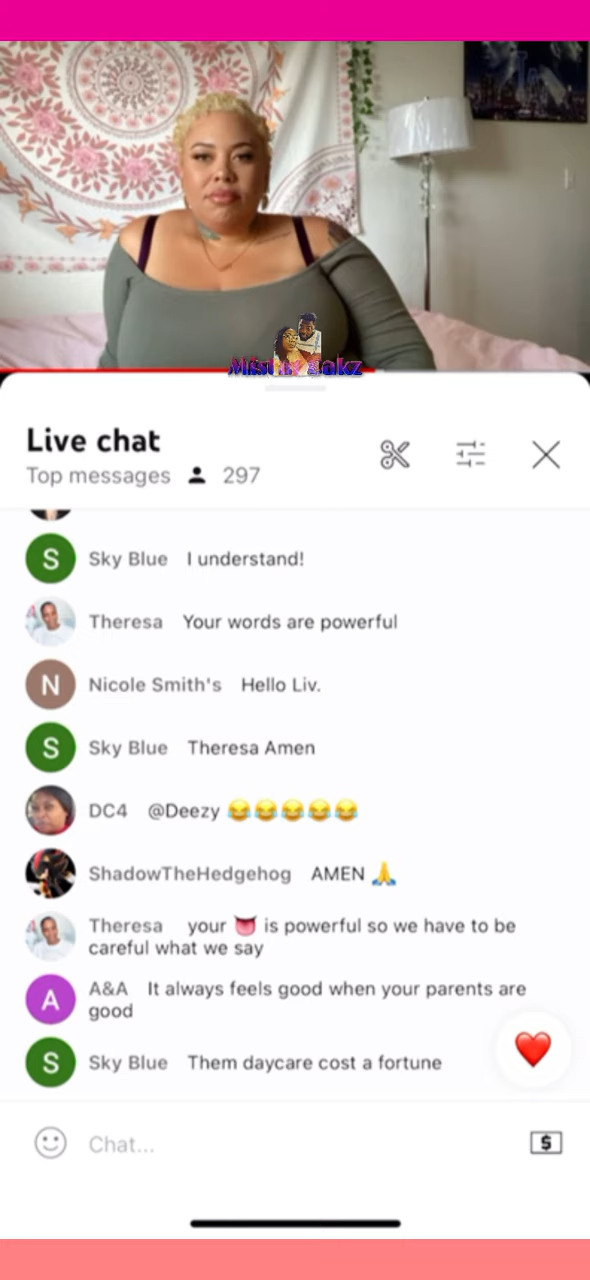 Live chat
Top messages 297
S Sky Blue I understand!
Theresa Your words are powerful
N Nicole Smith's Hello Liv.
S Sky Blue Theresa Amen
DC4 @Deezy 😂😂😂😂😂
ShadowTheHedgehog AMEN 🙏
Theresa your 👅 is powerful so we have to be
careful what we say
A A&A It always feels good when your parents are
good
S Sky Blue Them daycare cost a fortune
Chat...
$